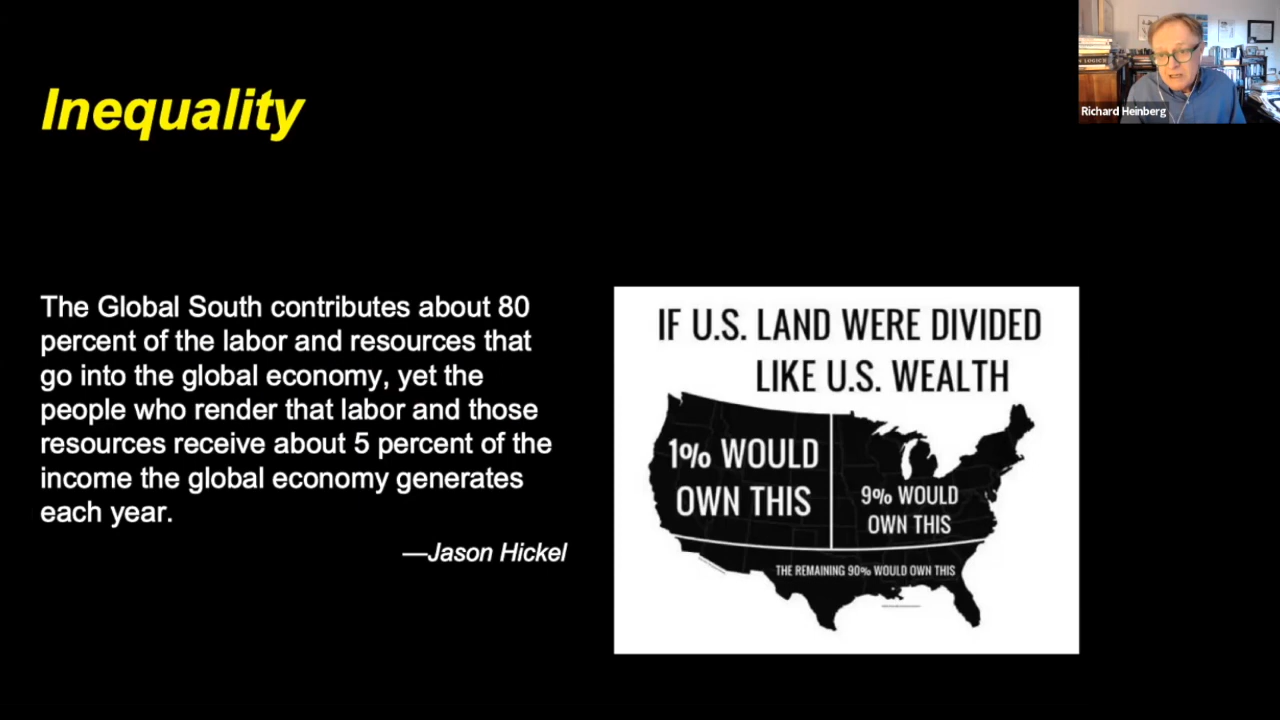 Inequality
Richard Heinberg
The Global South contributes about 80
percent of the labor and resources that
go into the global economy, yet the
people who render that labor and those
resources receive about 5 percent of the
income the global economy generates
each year.
—Jason Hickel
IF U.S. LAND WERE DIVIDED
LIKE U.S. WEALTH
1% WOULD
OWN THIS
9% WOULD
OWN THIS
THE REMAINING 90% WOULD OWN THIS